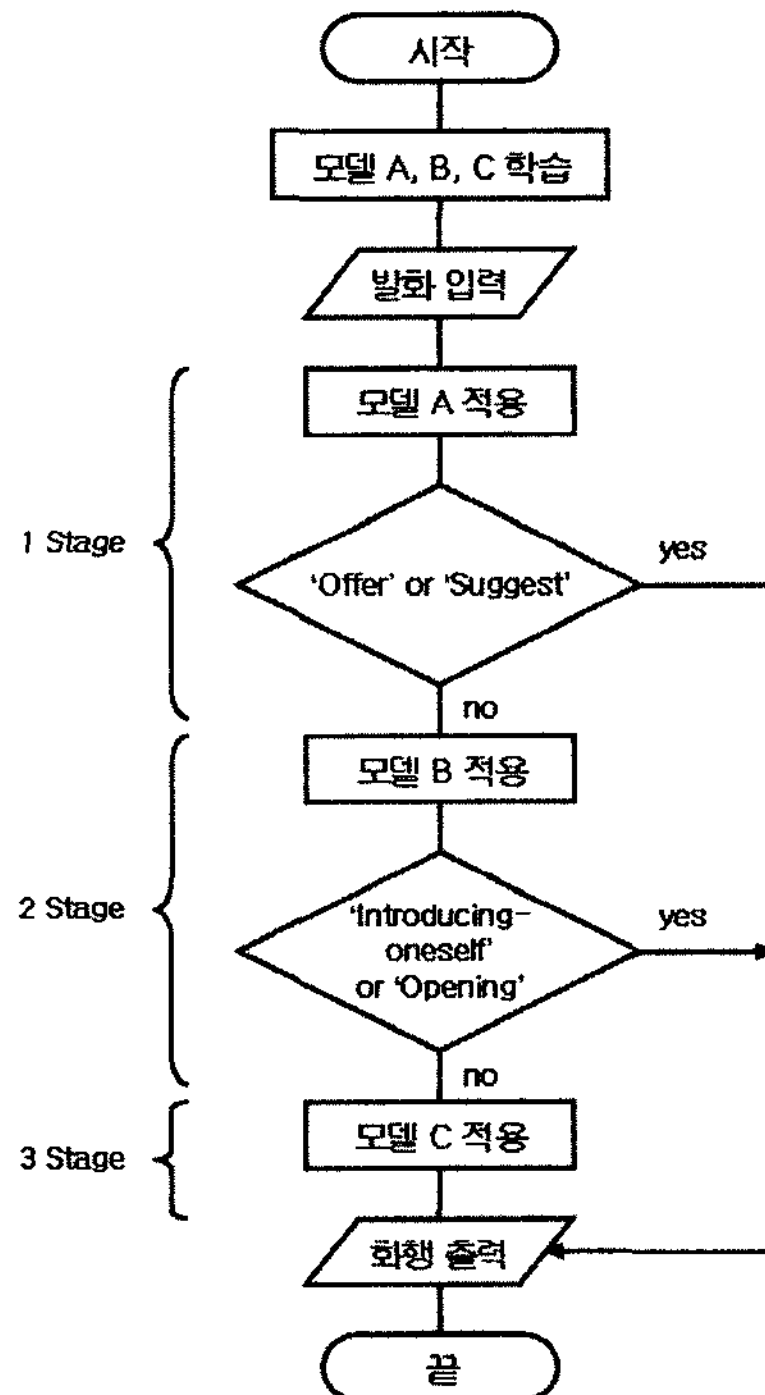 시작
모델 A, B, C 학습
발화 입력
모델 A 적용
1 Stage
'Offer' or 'Suggest'
yes
no
모델 B 적용
2 Stage
'Introducing-
oneself'
or 'Opening'
yes
no
모델 C 적용
3 Stage
화행 출력
끝